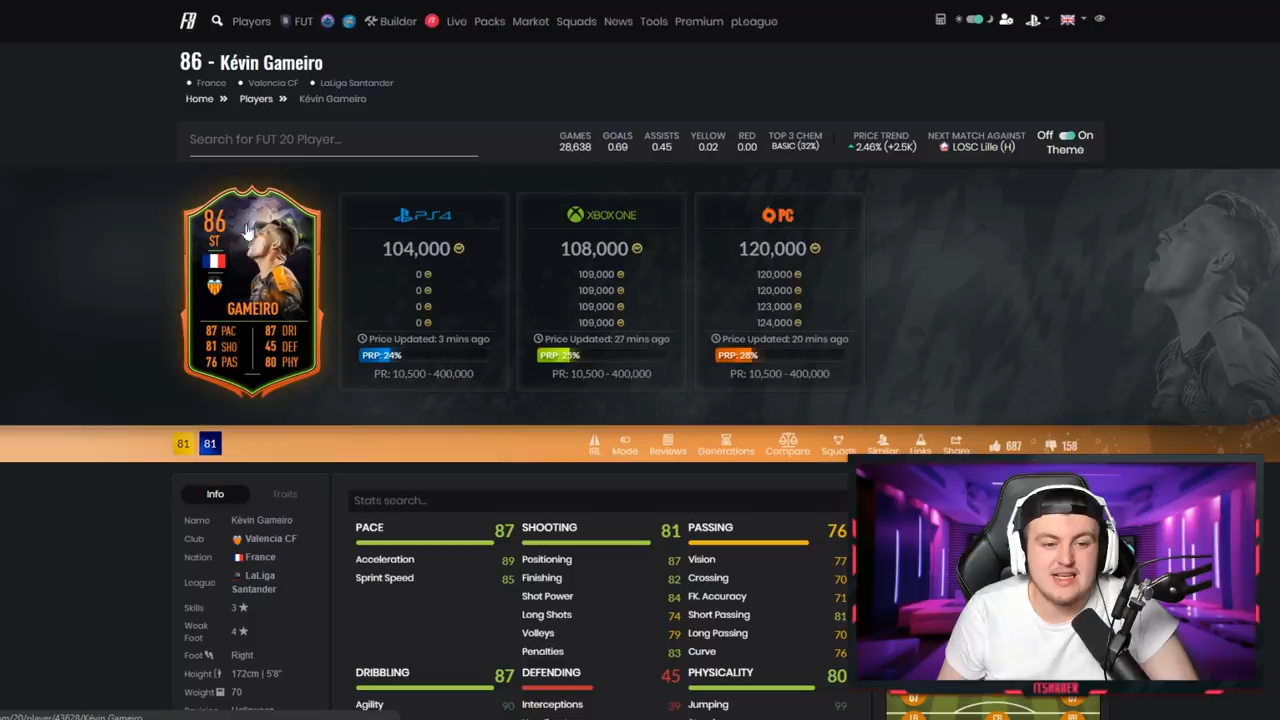 FB Players FUT Builder Live Packs Market Squads News Tools Premium pLeague
86 - Kévin Gameiro
France Valencia CF LaLiga Santander
Home » Players » Kévin Gameiro
Search for FUT 20 Player...
GAMES GOALS ASSISTS YELLOW RED TOP 3 CHEM PRICE TREND NEXT MATCH AGAINST Off On
28,638 0.69 0.45 0.02 0.00 BASIC (32%) 2.46% (+2.5K) LOSC Lille (H) Theme
86
ST
GAMEIRO
87 PAC 87 DRI
81 SHO 45 DEF
76 PAS 80 PHY
PS4
104,000
0
0
0
0
Price Updated: 3 mins ago
PRP: 24%
PR: 10,500 - 400,000
XBOX ONE
108,000
109,000
109,000
109,000
109,000
Price Updated: 27 mins ago
PRP: 25%
PR: 10,500 - 400,000
PC
120,000
120,000
120,000
123,000
124,000
Price Updated: 20 mins ago
PRP: 28%
PR: 10,500 - 400,000
81 81
IRL Mode Reviews Generations Compare Squads Similar Links Share 687 158
Info Traits
Name Kévin Gameiro
Club Valencia CF
Nation France
League LaLiga Santander
Skills 3 ★
Weak Foot 4 ★
Foot Right
Height 172cm | 5'8"
Weight 70
Stats search...
PACE 87
Acceleration 89
Sprint Speed 85
SHOOTING 81
Positioning 87
Finishing 82
Shot Power 84
Long Shots 74
Volleys 79
Penalties 83
PASSING 76
Vision 77
Crossing 70
FK. Accuracy 71
Short Passing 81
Long Passing 70
Curve 76
DRIBBLING 87
Agility 90
DEFENDING 45
Interceptions 39
PHYSICALITY 80
Jumping 99